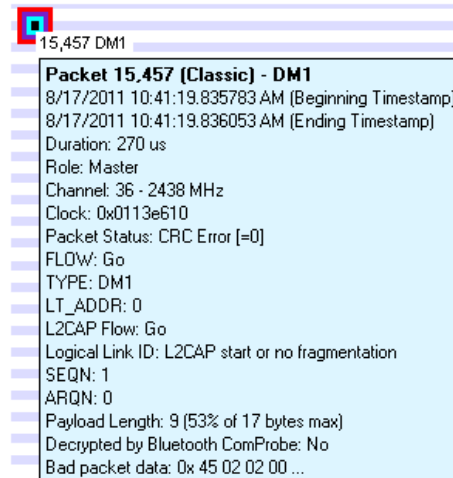 15,457 DM1
Packet 15,457 (Classic) - DM1
8/17/2011 10:41:19.835783 AM (Beginning Timestamp)
8/17/2011 10:41:19.836053 AM (Ending Timestamp)
Duration: 270 us
Role: Master
Channel: 36 - 2438 MHz
Clock: 0x0113e610
Packet Status: CRC Error [=0]
FLOW: Go
TYPE: DM1
LT_ADDR: 0
L2CAP Flow: Go
Logical Link ID: L2CAP start or no fragmentation
SEQN: 1
ARQN: 0
Payload Length: 9 (53% of 17 bytes max)
Decrypted by Bluetooth ComProbe: No
Bad packet data: 0x 45 02 02 00 ...